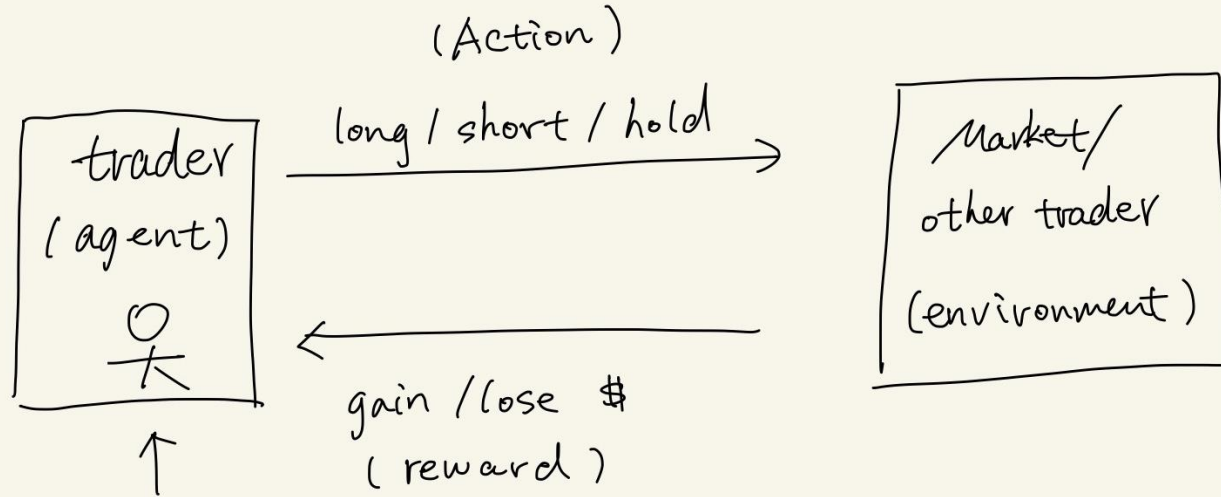 (Action)
long / short / hold
trader
(agent)
Market/
other trader
(environment)
gain / lose $
(reward)